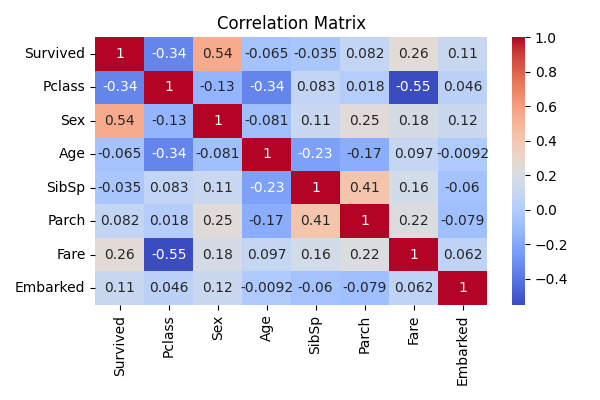 Correlation Matrix
Survived 1 -0.34 0.54 -0.065 -0.035 0.082 0.26 0.11
Pclass -0.34 1 -0.13 -0.34 0.083 0.018 -0.55 0.046
Sex 0.54 -0.13 1 -0.081 0.11 0.25 0.18 0.12
Age -0.065 -0.34 -0.081 1 -0.23 -0.17 0.097 -0.0092
SibSp -0.035 0.083 0.11 -0.23 1 0.41 0.16 -0.06
Parch 0.082 0.018 0.25 -0.17 0.41 1 0.22 -0.079
Fare 0.26 -0.55 0.18 0.097 0.16 0.22 1 0.062
Embarked 0.11 0.046 0.12 -0.0092 -0.06 -0.079 0.062 1
Survived Pclass Sex Age SibSp Parch Fare Embarked
1.0
0.8
0.6
0.4
0.2
0.0
−0.2
−0.4